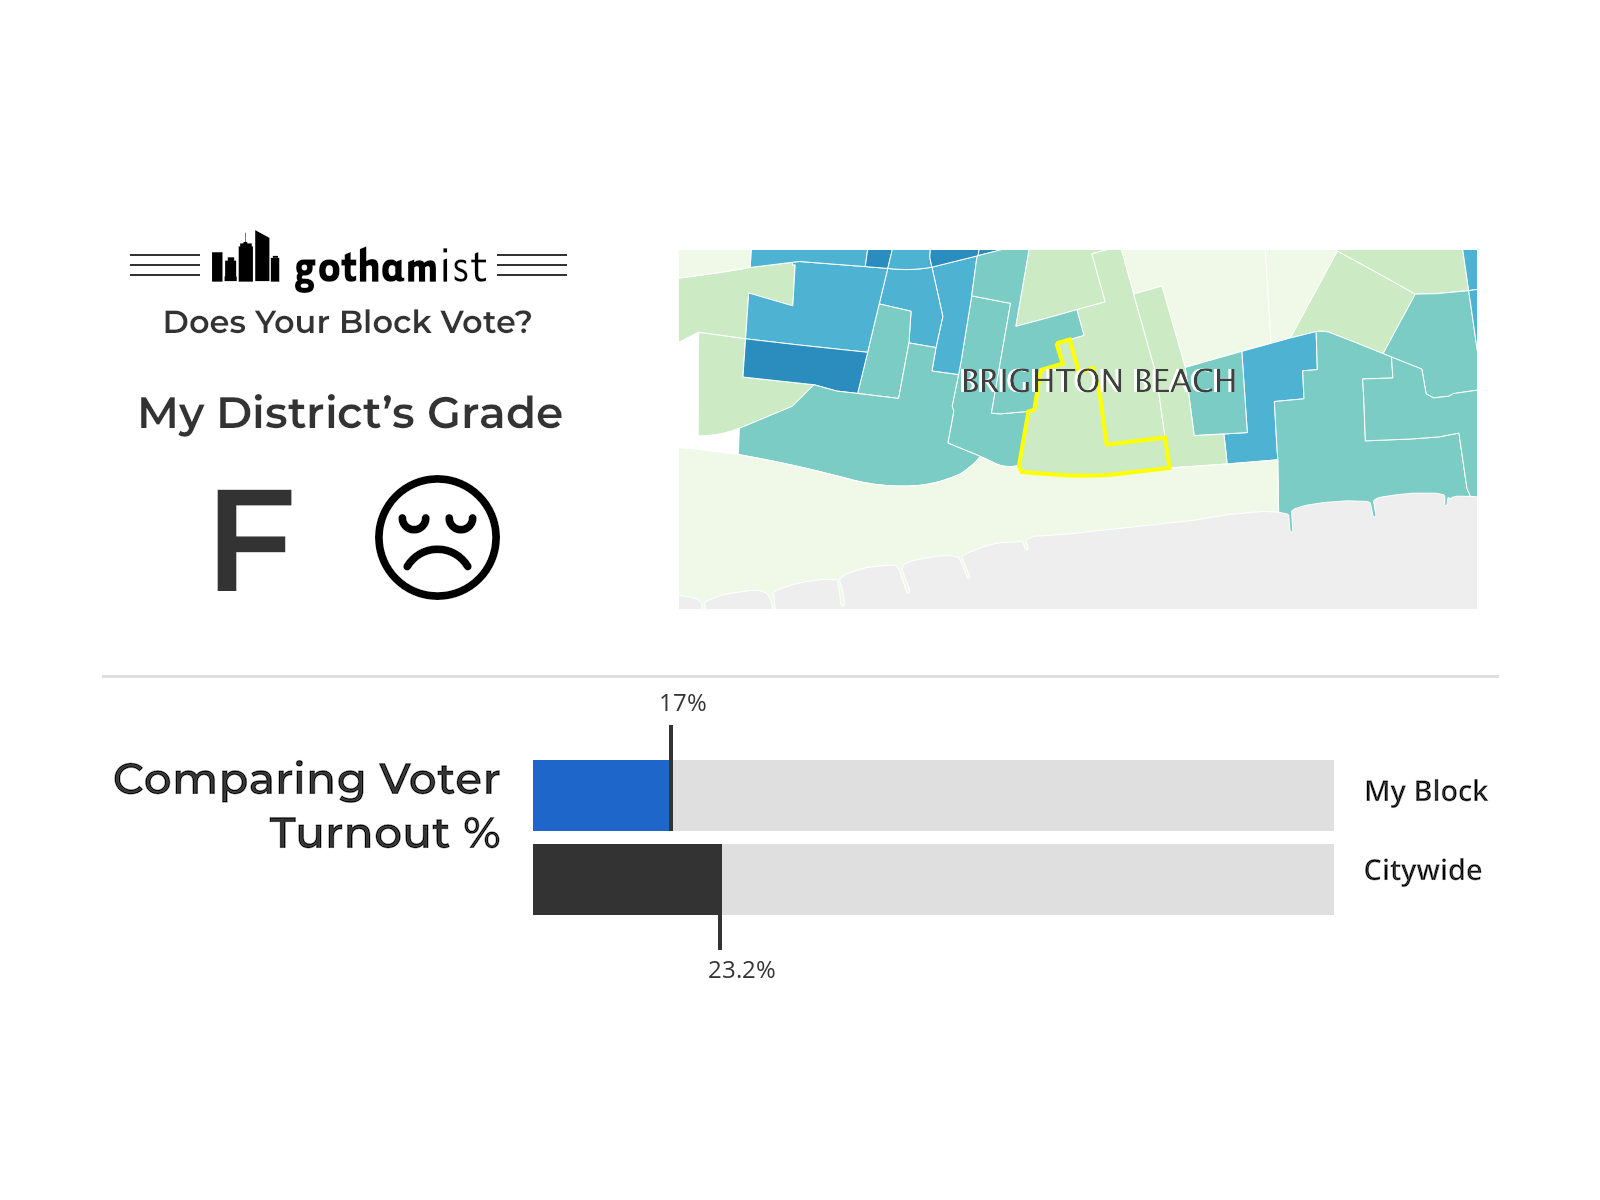 gothamist
Does Your Block Vote?
My District’s Grade
F
BRIGHTON BEACH
17%
Comparing Voter
Turnout %
My Block
Citywide
23.2%